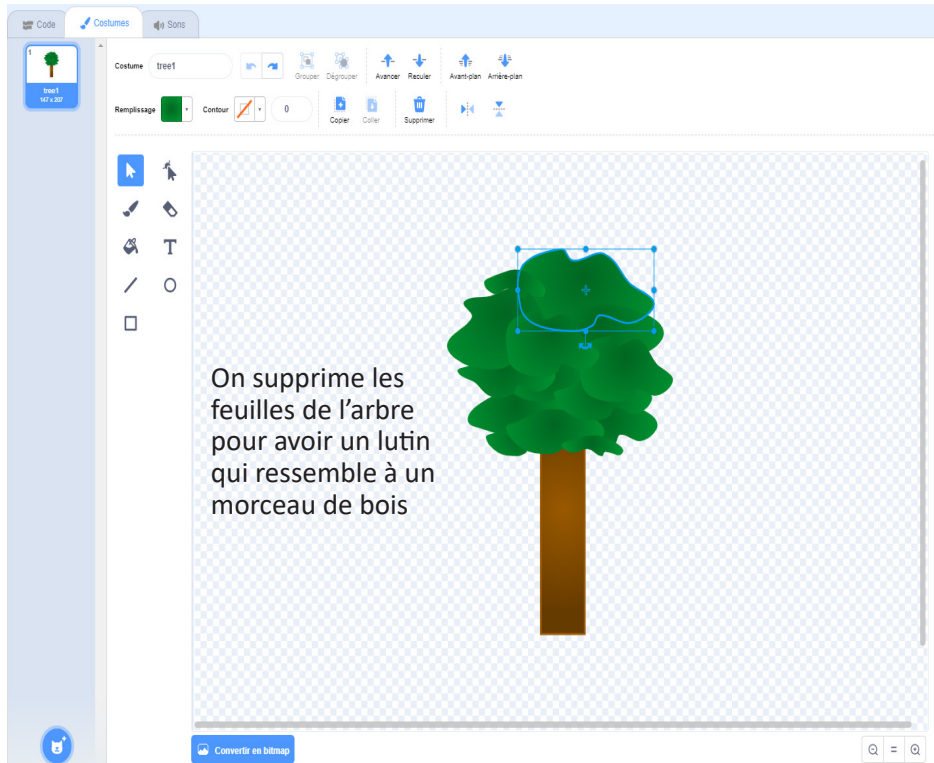 Code
Costumes
Sons
1
tree1
147 x 207
Costume tree1
Grouper Dégrouper Avancer Reculer Avant-plan Arrière-plan
Remplissage Contour 0
Copier Coller Supprimer
T
On supprime les
feuilles de l’arbre
pour avoir un lutin
qui ressemble à un
morceau de bois
Convertir en bitmap